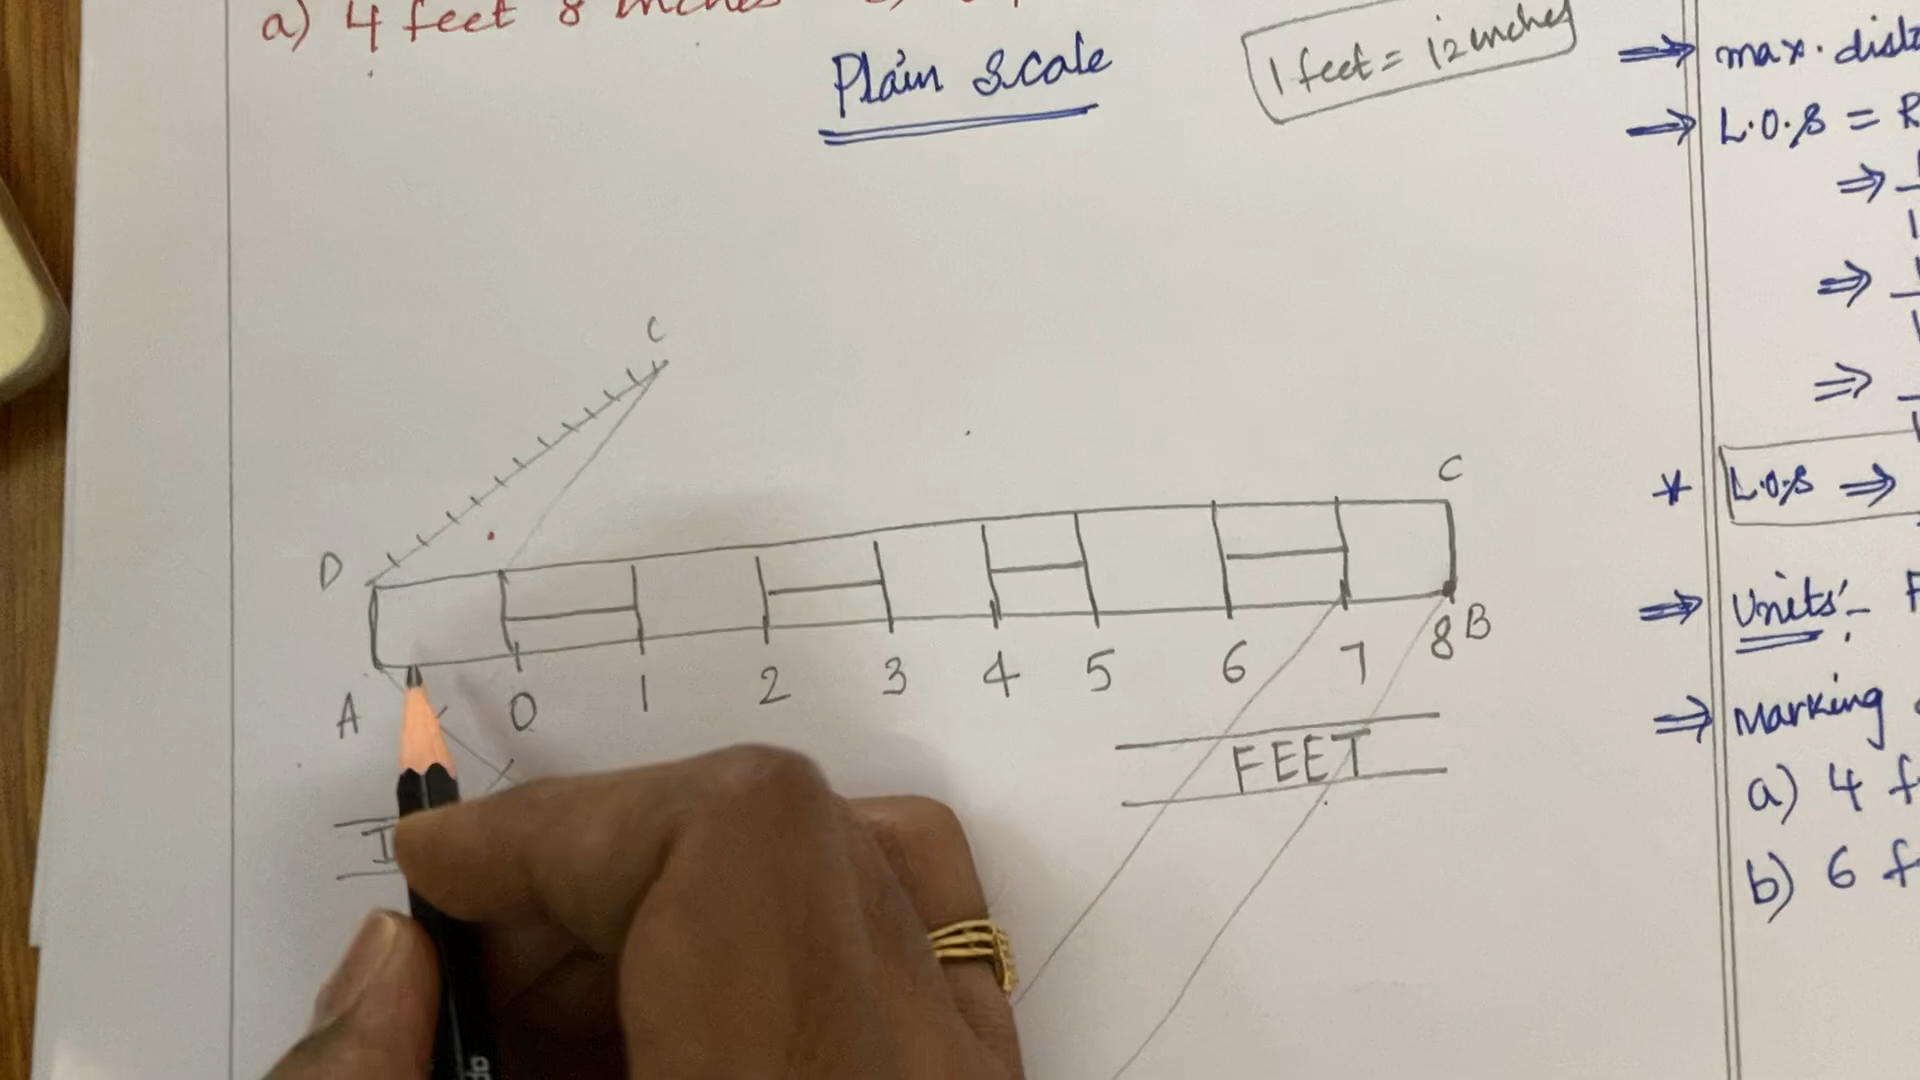 a) 4 feet 8 inches
Plain Scale
1 feet = 12 inches
C
D
C
A
0 1 2 3 4 5 6 7 8 B
FEET
⇒ max.
⇒ L.O.S =
⇒
⇒
⇒
* L.O.S ⇒
⇒ Units:-
⇒ Marking
a) 4
b) 6